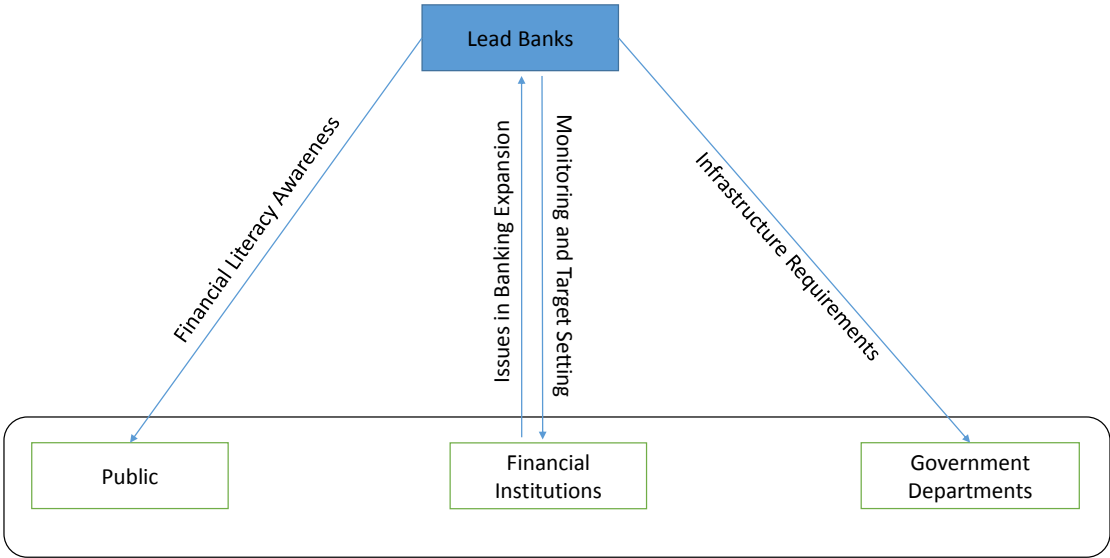 Lead Banks
Financial Literacy Awareness
Issues in Banking Expansion
Monitoring and Target Setting
Infrastructure Requirements
Public
Financial
Institutions
Government
Departments